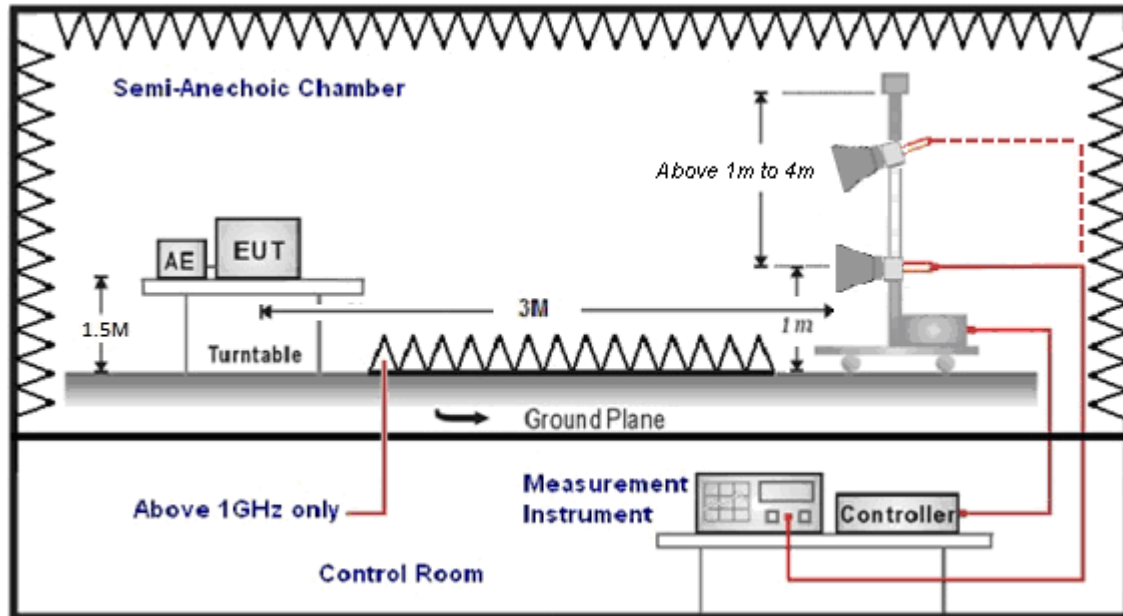 Semi-Anechoic Chamber
Above 1m to 4m
AE
EUT
1.5M
3M
1m
Turntable
Ground Plane
Above 1GHz only
Measurement
Instrument
Controller
Control Room